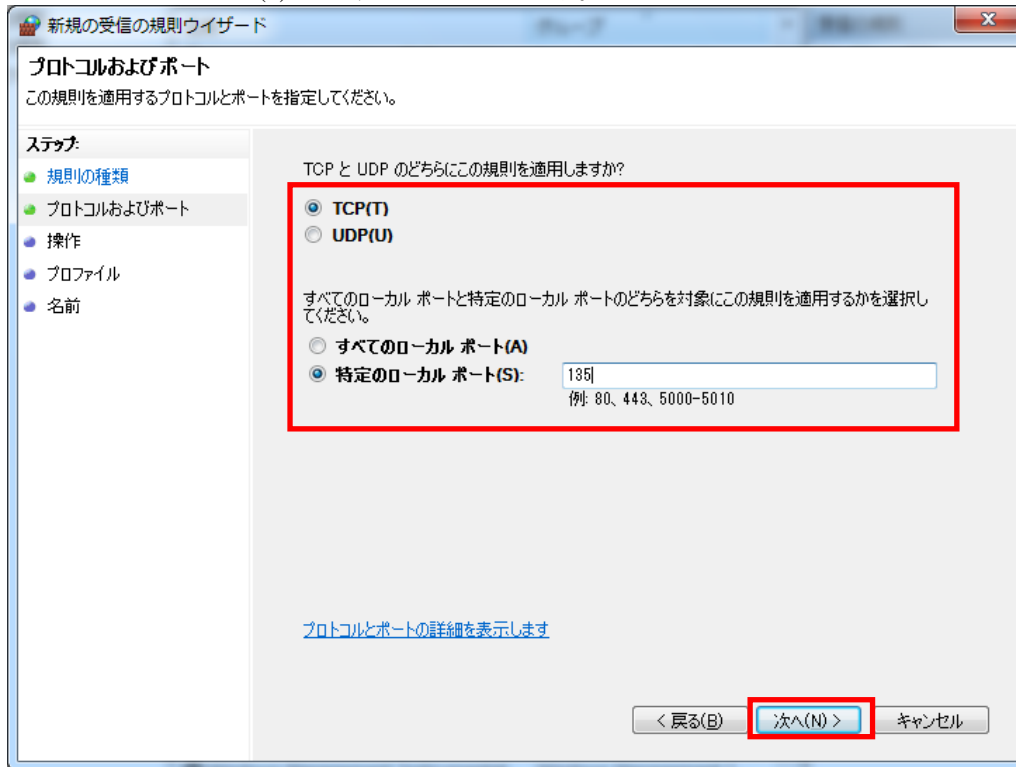 新規の受信の規則ウイザード
プロトコルおよびポート
この規則を適用するプロトコルとポートを指定してください。
ステップ:
規則の種類
プロトコルおよびポート
操作
プロファイル
名前
TCP と UDP のどちらにこの規則を適用しますか?
TCP(T)
UDP(U)
すべてのローカル ポートと特定のローカル ポートのどちらを対象にこの規則を適用するかを選択し
てください。
すべてのローカル ポート(A)
特定のローカル ポート(S):
135
例: 80、443、5000-5010
プロトコルとポートの詳細を表示します
< 戻る(B)
次へ(N) >
キャンセル